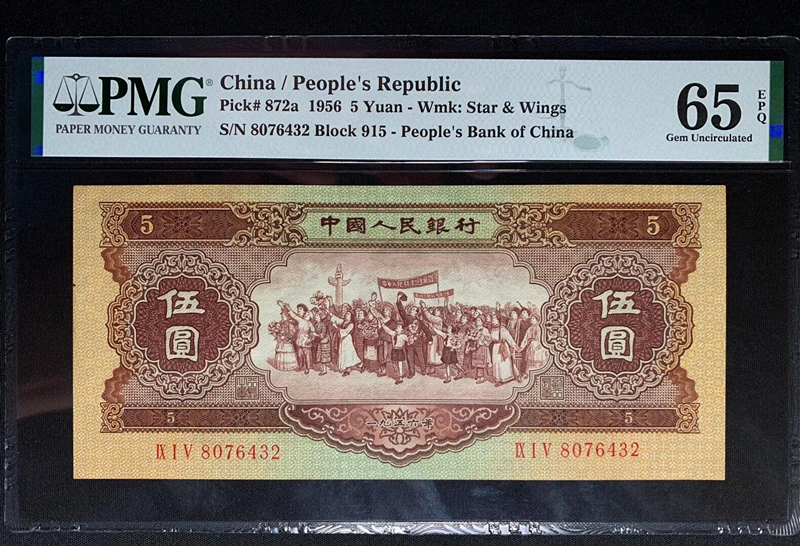 PMG®
PAPER MONEY GUARANTY
China / People's Republic
Pick# 872a 1956 5 Yuan - Wmk: Star & Wings
S/N 8076432 Block 915 - People's Bank of China
65
EPQ
Gem Uncirculated
5 中國人民銀行 5
伍圓
伍圓
5 一九五六年 5
IX I V 8076432
IX I V 8076432